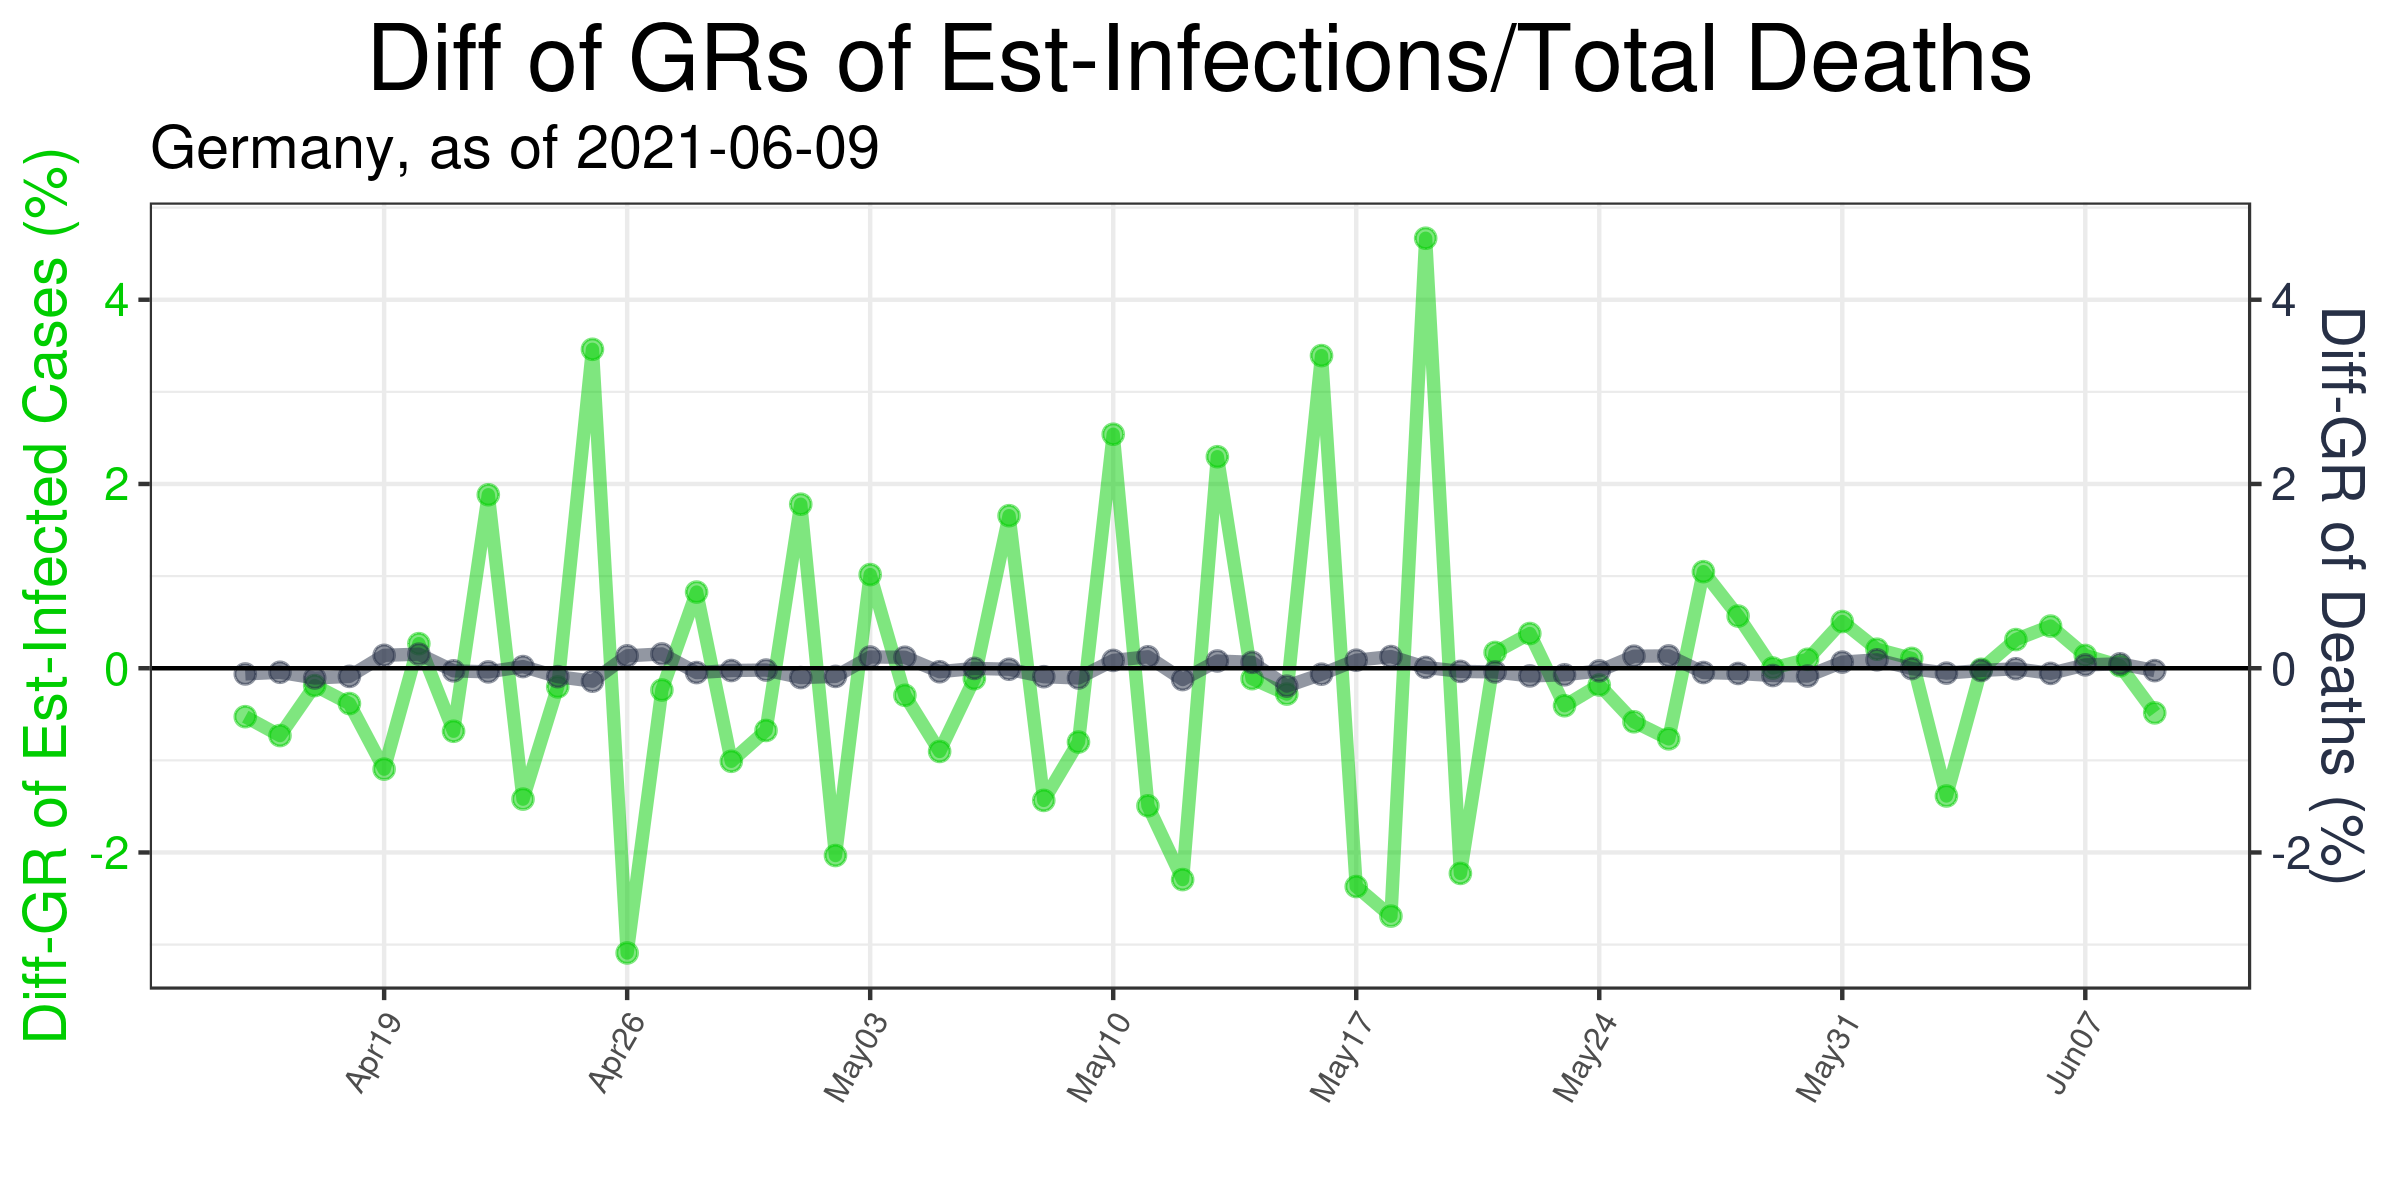 Diff of GRs of Est-Infections/Total Deaths
Germany, as of 2021-06-09
Diff-GR of Est-Infected Cases (%)
4
2
0
-2
4
2
0
-2
Diff-GR of Deaths (%)
Apr19
Apr26
May03
May10
May17
May24
May31
Jun07